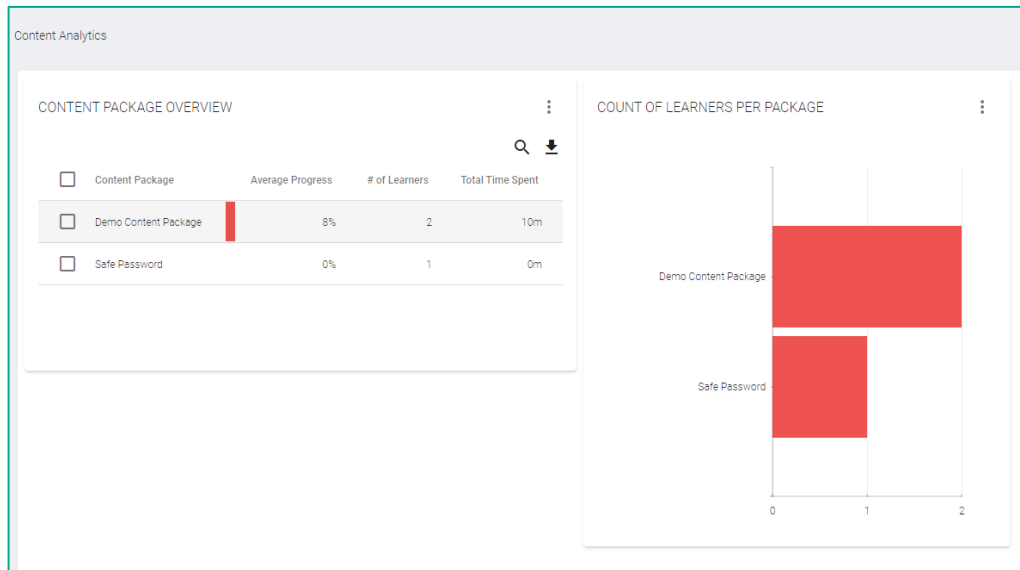 Content Analytics
CONTENT PACKAGE OVERVIEW
Content Package Average Progress # of Learners Total Time Spent
Demo Content Package 8% 2 10m
Safe Password 0% 1 0m
COUNT OF LEARNERS PER PACKAGE
Demo Content Package
Safe Password
0 1 2